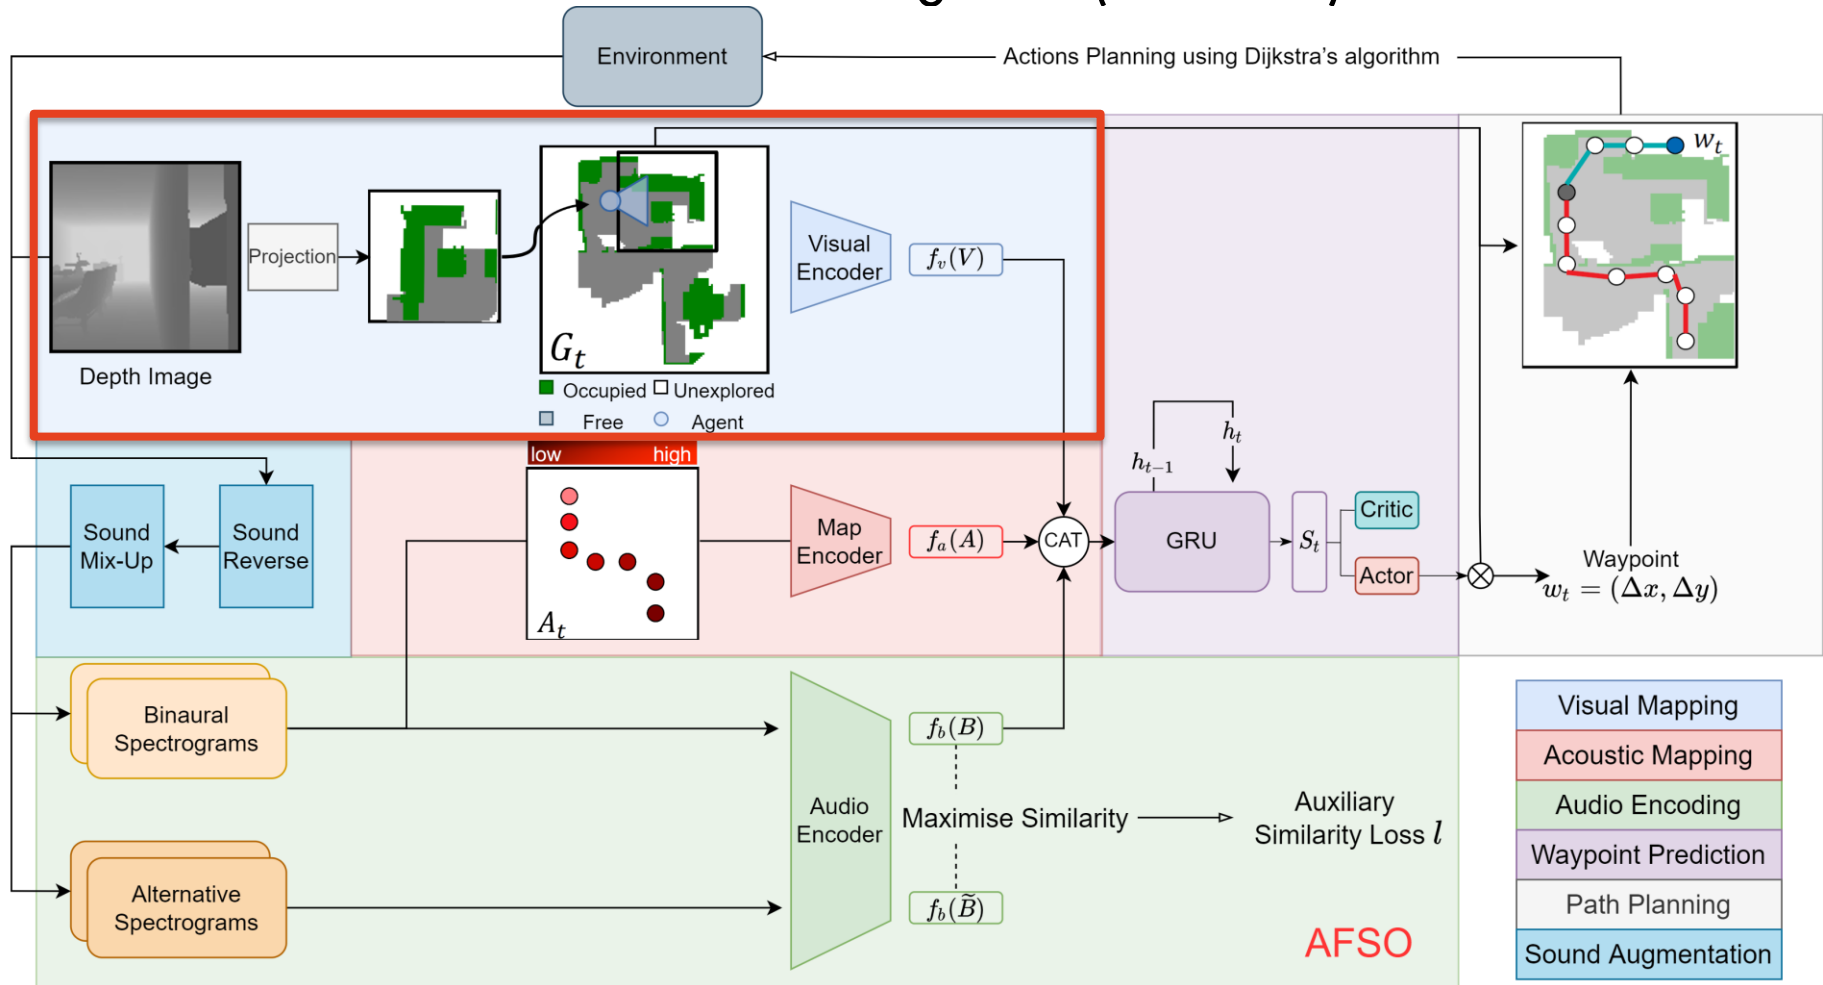 Environment
Actions Planning using Dijkstra's algorithm
Projection
Depth Image
G_t
Occupied
Unexplored
Free
Agent
Visual
Encoder
f_v(V)
w_t
low
high
A_t
Map
Encoder
f_a(A)
CAT
h_{t-1}
h_t
GRU
S_t
Critic
Actor
Waypoint
w_t = (Δx, Δy)
Sound
Mix-Up
Sound
Reverse
Binaural
Spectrograms
Alternative
Spectrograms
Audio
Encoder
f_b(B)
Maximise Similarity
f_b(B̃)
Auxiliary
Similarity Loss l
AFSO
Visual Mapping
Acoustic Mapping
Audio Encoding
Waypoint Prediction
Path Planning
Sound Augmentation